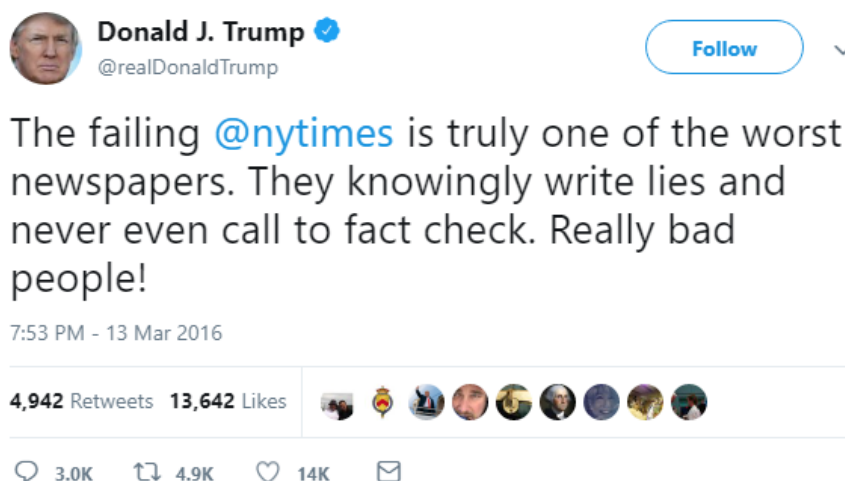 Donald J. Trump
@realDonaldTrump
Follow
The failing @nytimes is truly one of the worst
newspapers. They knowingly write lies and
never even call to fact check. Really bad
people!
7:53 PM - 13 Mar 2016
4,942 Retweets 13,642 Likes
3.0K 4.9K 14K